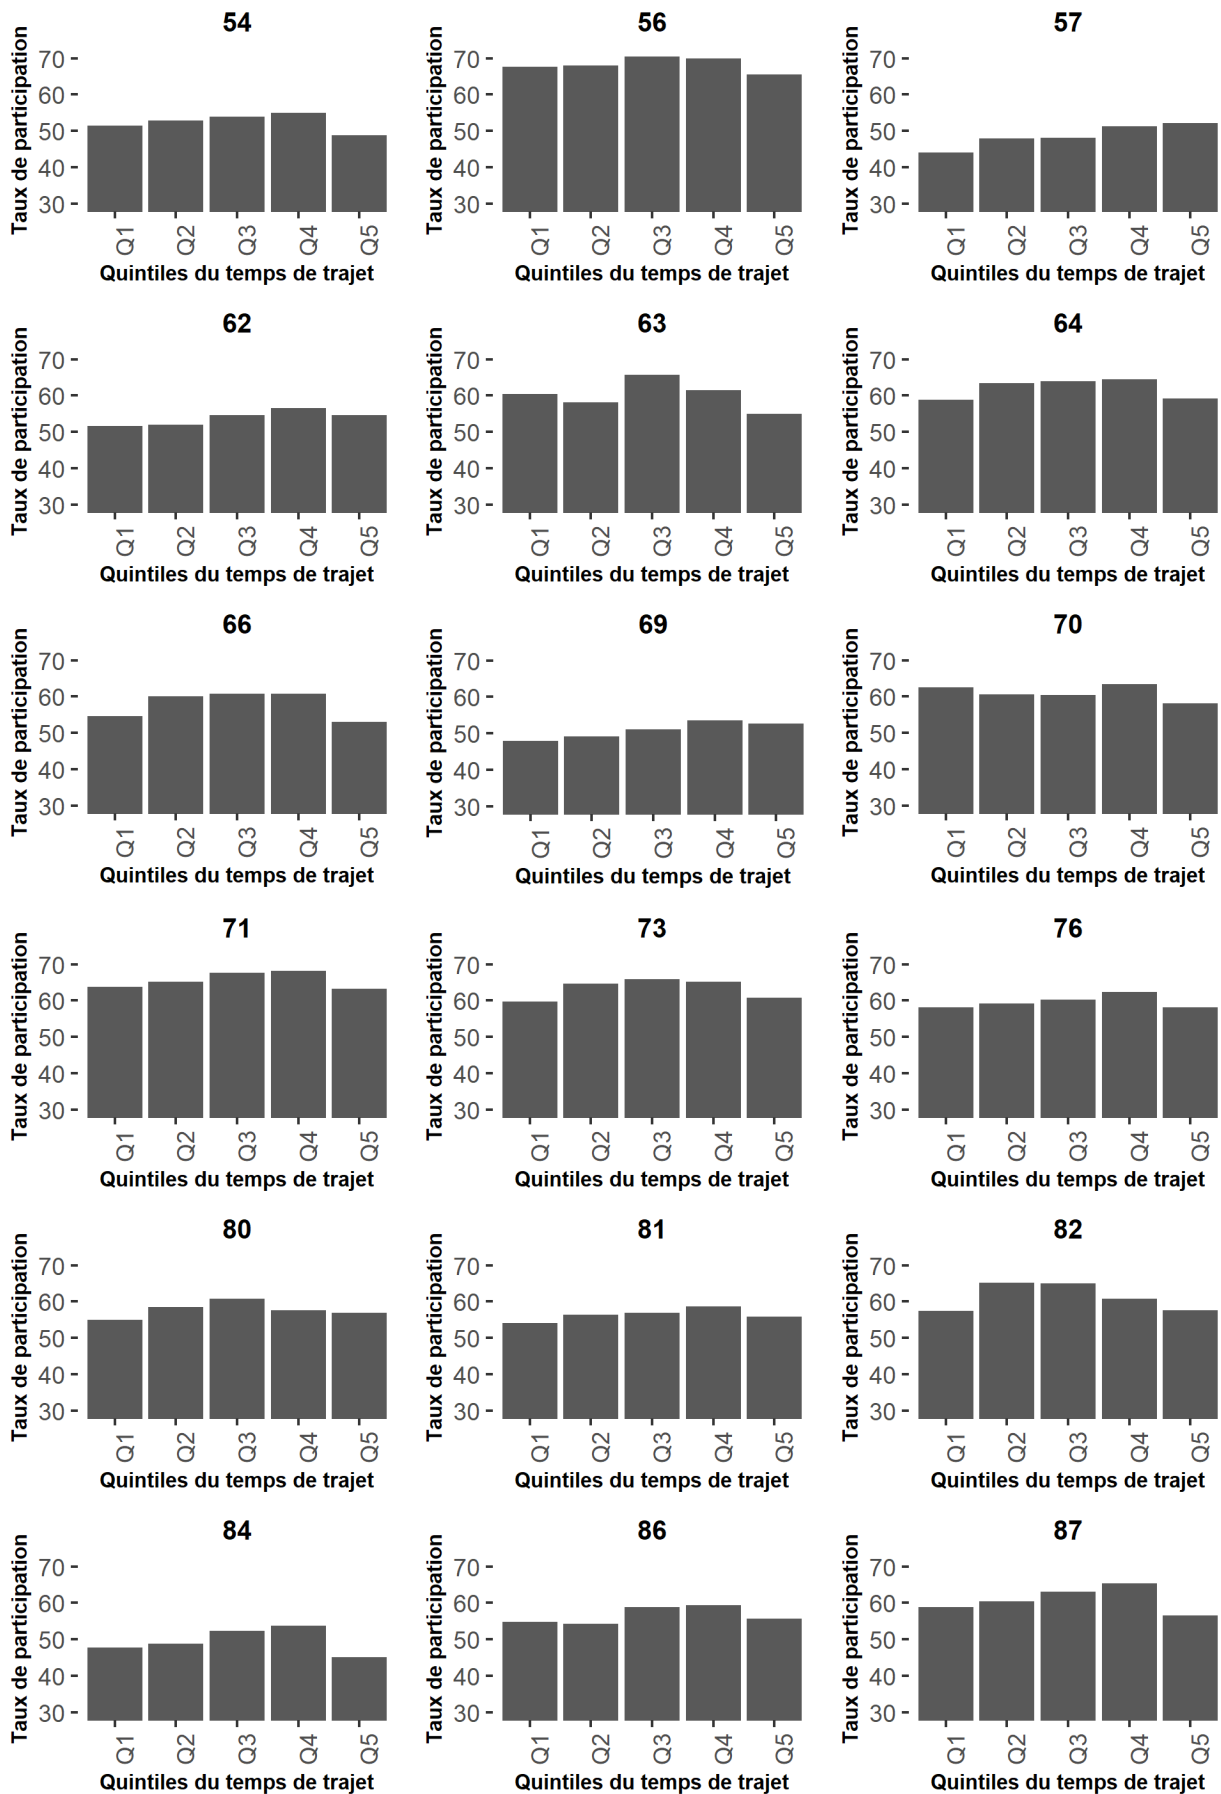 54
Taux de participation
70
60
50
40
30
Q1 Q2 Q3 Q4 Q5
Quintiles du temps de trajet
56
Taux de participation
70
60
50
40
30
Q1 Q2 Q3 Q4 Q5
Quintiles du temps de trajet
57
Taux de participation
70
60
50
40
30
Q1 Q2 Q3 Q4 Q5
Quintiles du temps de trajet
62
Taux de participation
70
60
50
40
30
Q1 Q2 Q3 Q4 Q5
Quintiles du temps de trajet
63
Taux de participation
70
60
50
40
30
Q1 Q2 Q3 Q4 Q5
Quintiles du temps de trajet
64
Taux de participation
70
60
50
40
30
Q1 Q2 Q3 Q4 Q5
Quintiles du temps de trajet
66
Taux de participation
70
60
50
40
30
Q1 Q2 Q3 Q4 Q5
Quintiles du temps de trajet
69
Taux de participation
70
60
50
40
30
Q1 Q2 Q3 Q4 Q5
Quintiles du temps de trajet
70
Taux de participation
70
60
50
40
30
Q1 Q2 Q3 Q4 Q5
Quintiles du temps de trajet
71
Taux de participation
70
60
50
40
30
Q1 Q2 Q3 Q4 Q5
Quintiles du temps de trajet
73
Taux de participation
70
60
50
40
30
Q1 Q2 Q3 Q4 Q5
Quintiles du temps de trajet
76
Taux de participation
70
60
50
40
30
Q1 Q2 Q3 Q4 Q5
Quintiles du temps de trajet
80
Taux de participation
70
60
50
40
30
Q1 Q2 Q3 Q4 Q5
Quintiles du temps de trajet
81
Taux de participation
70
60
50
40
30
Q1 Q2 Q3 Q4 Q5
Quintiles du temps de trajet
82
Taux de participation
70
60
50
40
30
Q1 Q2 Q3 Q4 Q5
Quintiles du temps de trajet
84
Taux de participation
70
60
50
40
30
Q1 Q2 Q3 Q4 Q5
Quintiles du temps de trajet
86
Taux de participation
70
60
50
40
30
Q1 Q2 Q3 Q4 Q5
Quintiles du temps de trajet
87
Taux de participation
70
60
50
40
30
Q1 Q2 Q3 Q4 Q5
Quintiles du temps de trajet